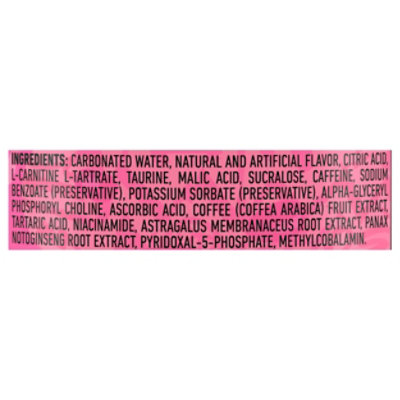 INGREDIENTS: CARBONATED WATER, NATURAL AND ARTIFICIAL FLAVOR, CITRIC ACID,
L-CARNITINE L-TARTRATE, TAURINE, MALIC ACID, SUCRALOSE, CAFFEINE, SODIUM
BENZOATE (PRESERVATIVE), POTASSIUM SORBATE (PRESERVATIVE), ALPHA-GLYCERYL
PHOSPHORYL CHOLINE, ASCORBIC ACID, COFFEE (COFFEA ARABICA) FRUIT EXTRACT,
TARTARIC ACID, NIACINAMIDE, ASTRAGALUS MEMBRANACEUS ROOT EXTRACT, PANAX
NOTOGINSENG ROOT EXTRACT, PYRIDOXAL-5-PHOSPHATE, METHYLCOBALAMIN.